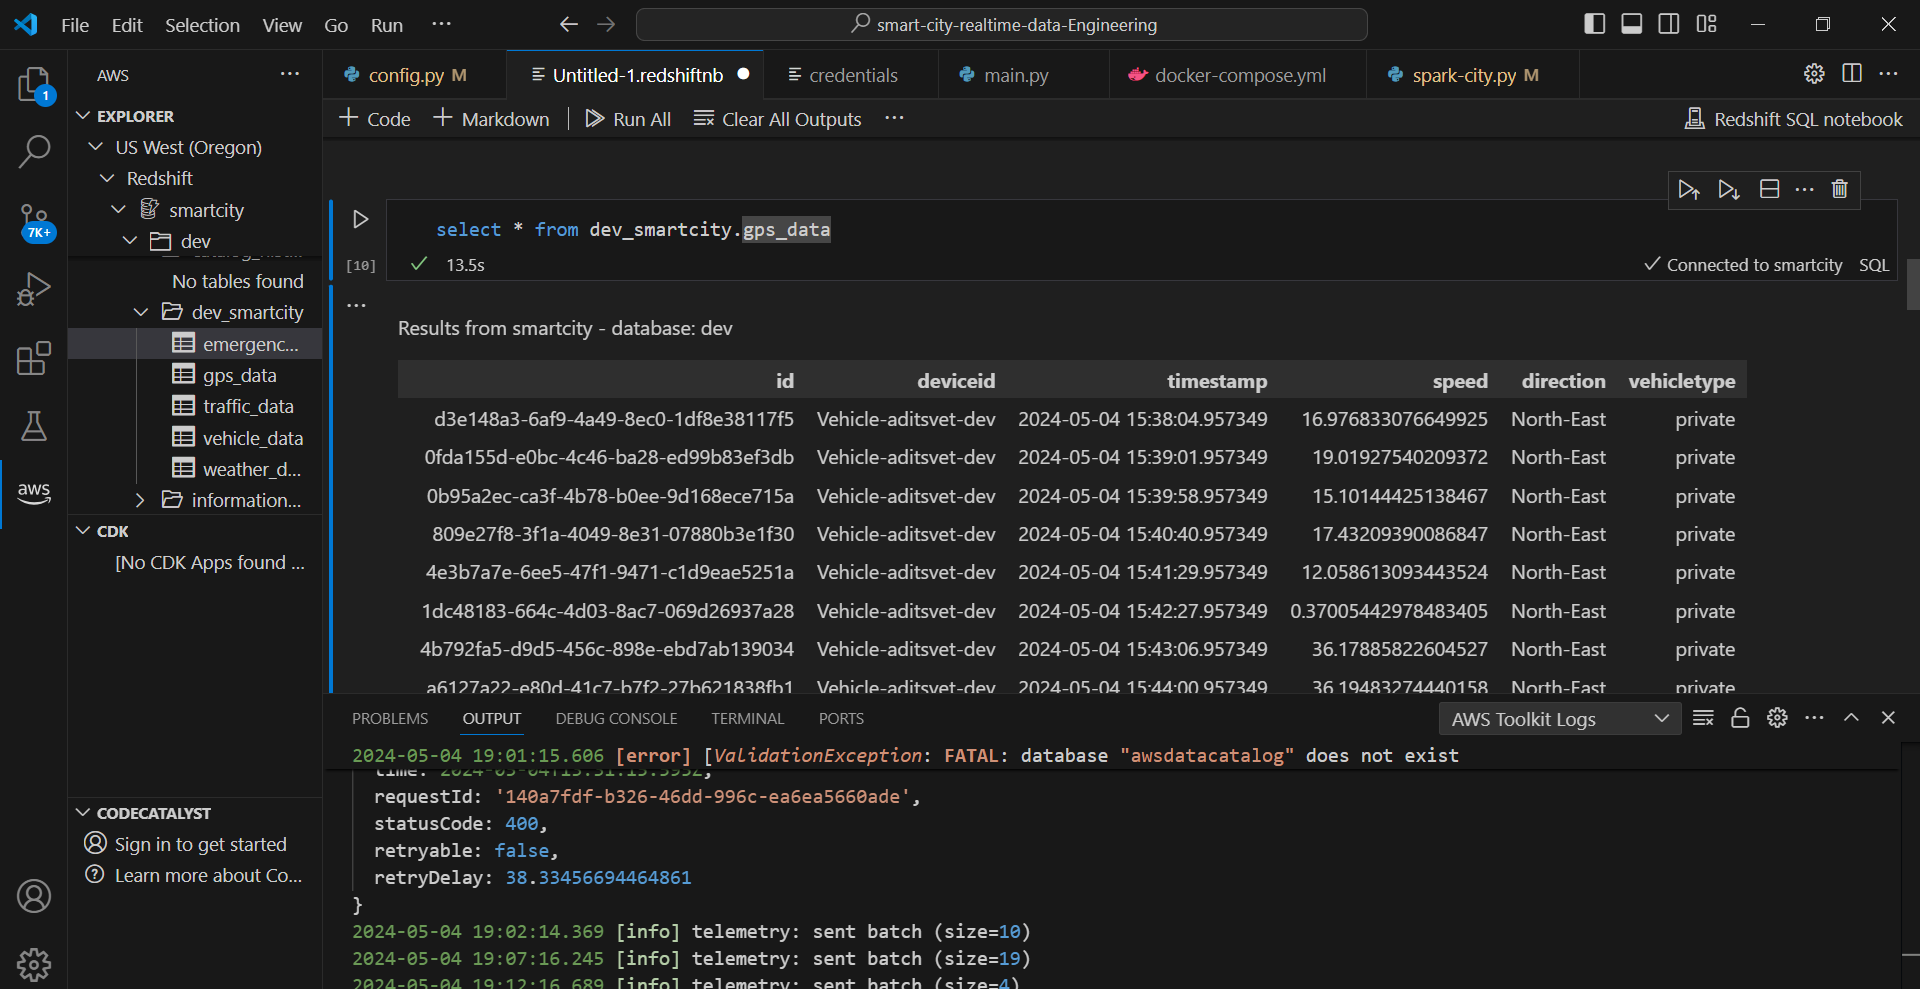 File Edit Selection View Go Run ··· smart-city-realtime-data-Engineering
AWS ···
config.py M Untitled-1.redshiftnb credentials main.py docker-compose.yml spark-city.py M
+ Code + Markdown Run All Clear All Outputs ··· Redshift SQL notebook
1
7K+
aws
EXPLORER
US West (Oregon)
Redshift
smartcity
dev
No tables found
dev_smartcity
emergenc...
gps_data
traffic_data
vehicle_data
weather_d...
information...
CDK
[No CDK Apps found ...
CODECATALYST
Sign in to get started
Learn more about Co...
select * from dev_smartcity.gps_data
[10] 13.5s Connected to smartcity SQL
Results from smartcity - database: dev
id deviceid timestamp speed direction vehicletype
d3e148a3-6af9-4a49-8ec0-1df8e38117f5 Vehicle-aditsvet-dev 2024-05-04 15:38:04.957349 16.976833076649925 North-East private
0fda155d-e0bc-4c46-ba28-ed99b83ef3db Vehicle-aditsvet-dev 2024-05-04 15:39:01.957349 19.01927540209372 North-East private
0b95a2ec-ca3f-4b78-b0ee-9d168ece715a Vehicle-aditsvet-dev 2024-05-04 15:39:58.957349 15.10144425138467 North-East private
809e27f8-3f1a-4049-8e31-07880b3e1f30 Vehicle-aditsvet-dev 2024-05-04 15:40:40.957349 17.43209390086847 North-East private
4e3b7a7e-6ee5-47f1-9471-c1d9eae5251a Vehicle-aditsvet-dev 2024-05-04 15:41:29.957349 12.058613093443524 North-East private
1dc48183-664c-4d03-8ac7-069d26937a28 Vehicle-aditsvet-dev 2024-05-04 15:42:27.957349 0.37005442978483405 North-East private
4b792fa5-d9d5-456c-898e-ebd7ab139034 Vehicle-aditsvet-dev 2024-05-04 15:43:06.957349 36.17885822604527 North-East private
a6127a22-e80d-41c7-b7f2-27b621838fb1 Vehicle-aditsvet-dev 2024-05-04 15:44:00.957349 36.19483274440158 North-East private
PROBLEMS OUTPUT DEBUG CONSOLE TERMINAL PORTS AWS Toolkit Logs
2024-05-04 19:01:15.606 [error] [ValidationException: FATAL: database "awsdatacatalog" does not exist
requestId: '140a7fdf-b326-46dd-996c-ea6ea5660ade',
statusCode: 400,
retryable: false,
retryDelay: 38.33456694464861
}
2024-05-04 19:02:14.369 [info] telemetry: sent batch (size=10)
2024-05-04 19:07:16.245 [info] telemetry: sent batch (size=19)
2024-05-04 19:12:16.689 [info] telemetry: sent batch (size=4)